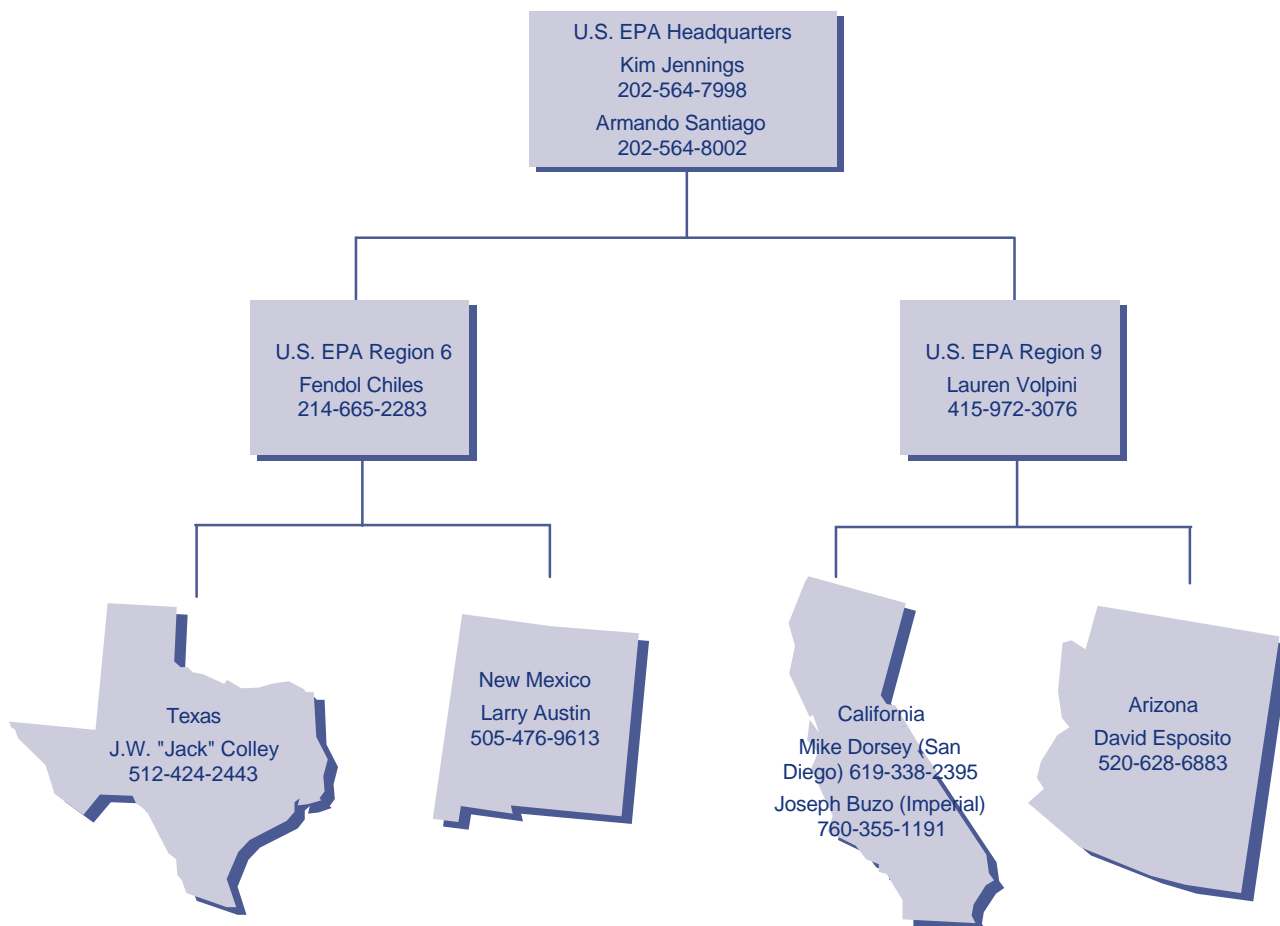 U.S. EPA Headquarters
Kim Jennings
202-564-7998
Armando Santiago
202-564-8002
U.S. EPA Region 6
Fendol Chiles
214-665-2283
U.S. EPA Region 9
Lauren Volpini
415-972-3076
Texas
J.W. "Jack" Colley
512-424-2443
New Mexico
Larry Austin
505-476-9613
California
Mike Dorsey (San
Diego) 619-338-2395
Joseph Buzo (Imperial)
760-355-1191
Arizona
David Esposito
520-628-6883